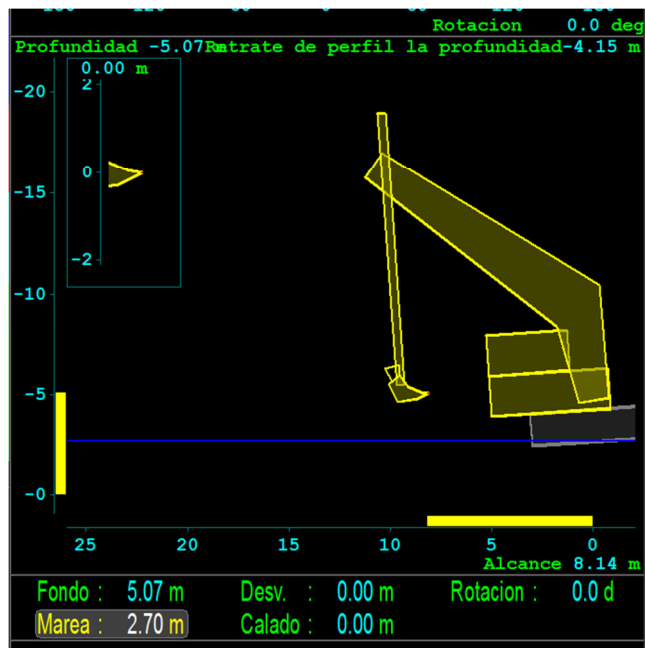 Rotacion 0.0 deg
Profundidad -5.07 Retrate de perfil la profundidad -4.15 m
0.00 m
2
0
-2
-20
-15
-10
-5
-0
25 20 15 10 5 0
Alcance 8.14 m
Fondo : 5.07 m Desv. : 0.00 m Rotacion : 0.0 d
Marea : 2.70 m Calado : 0.00 m